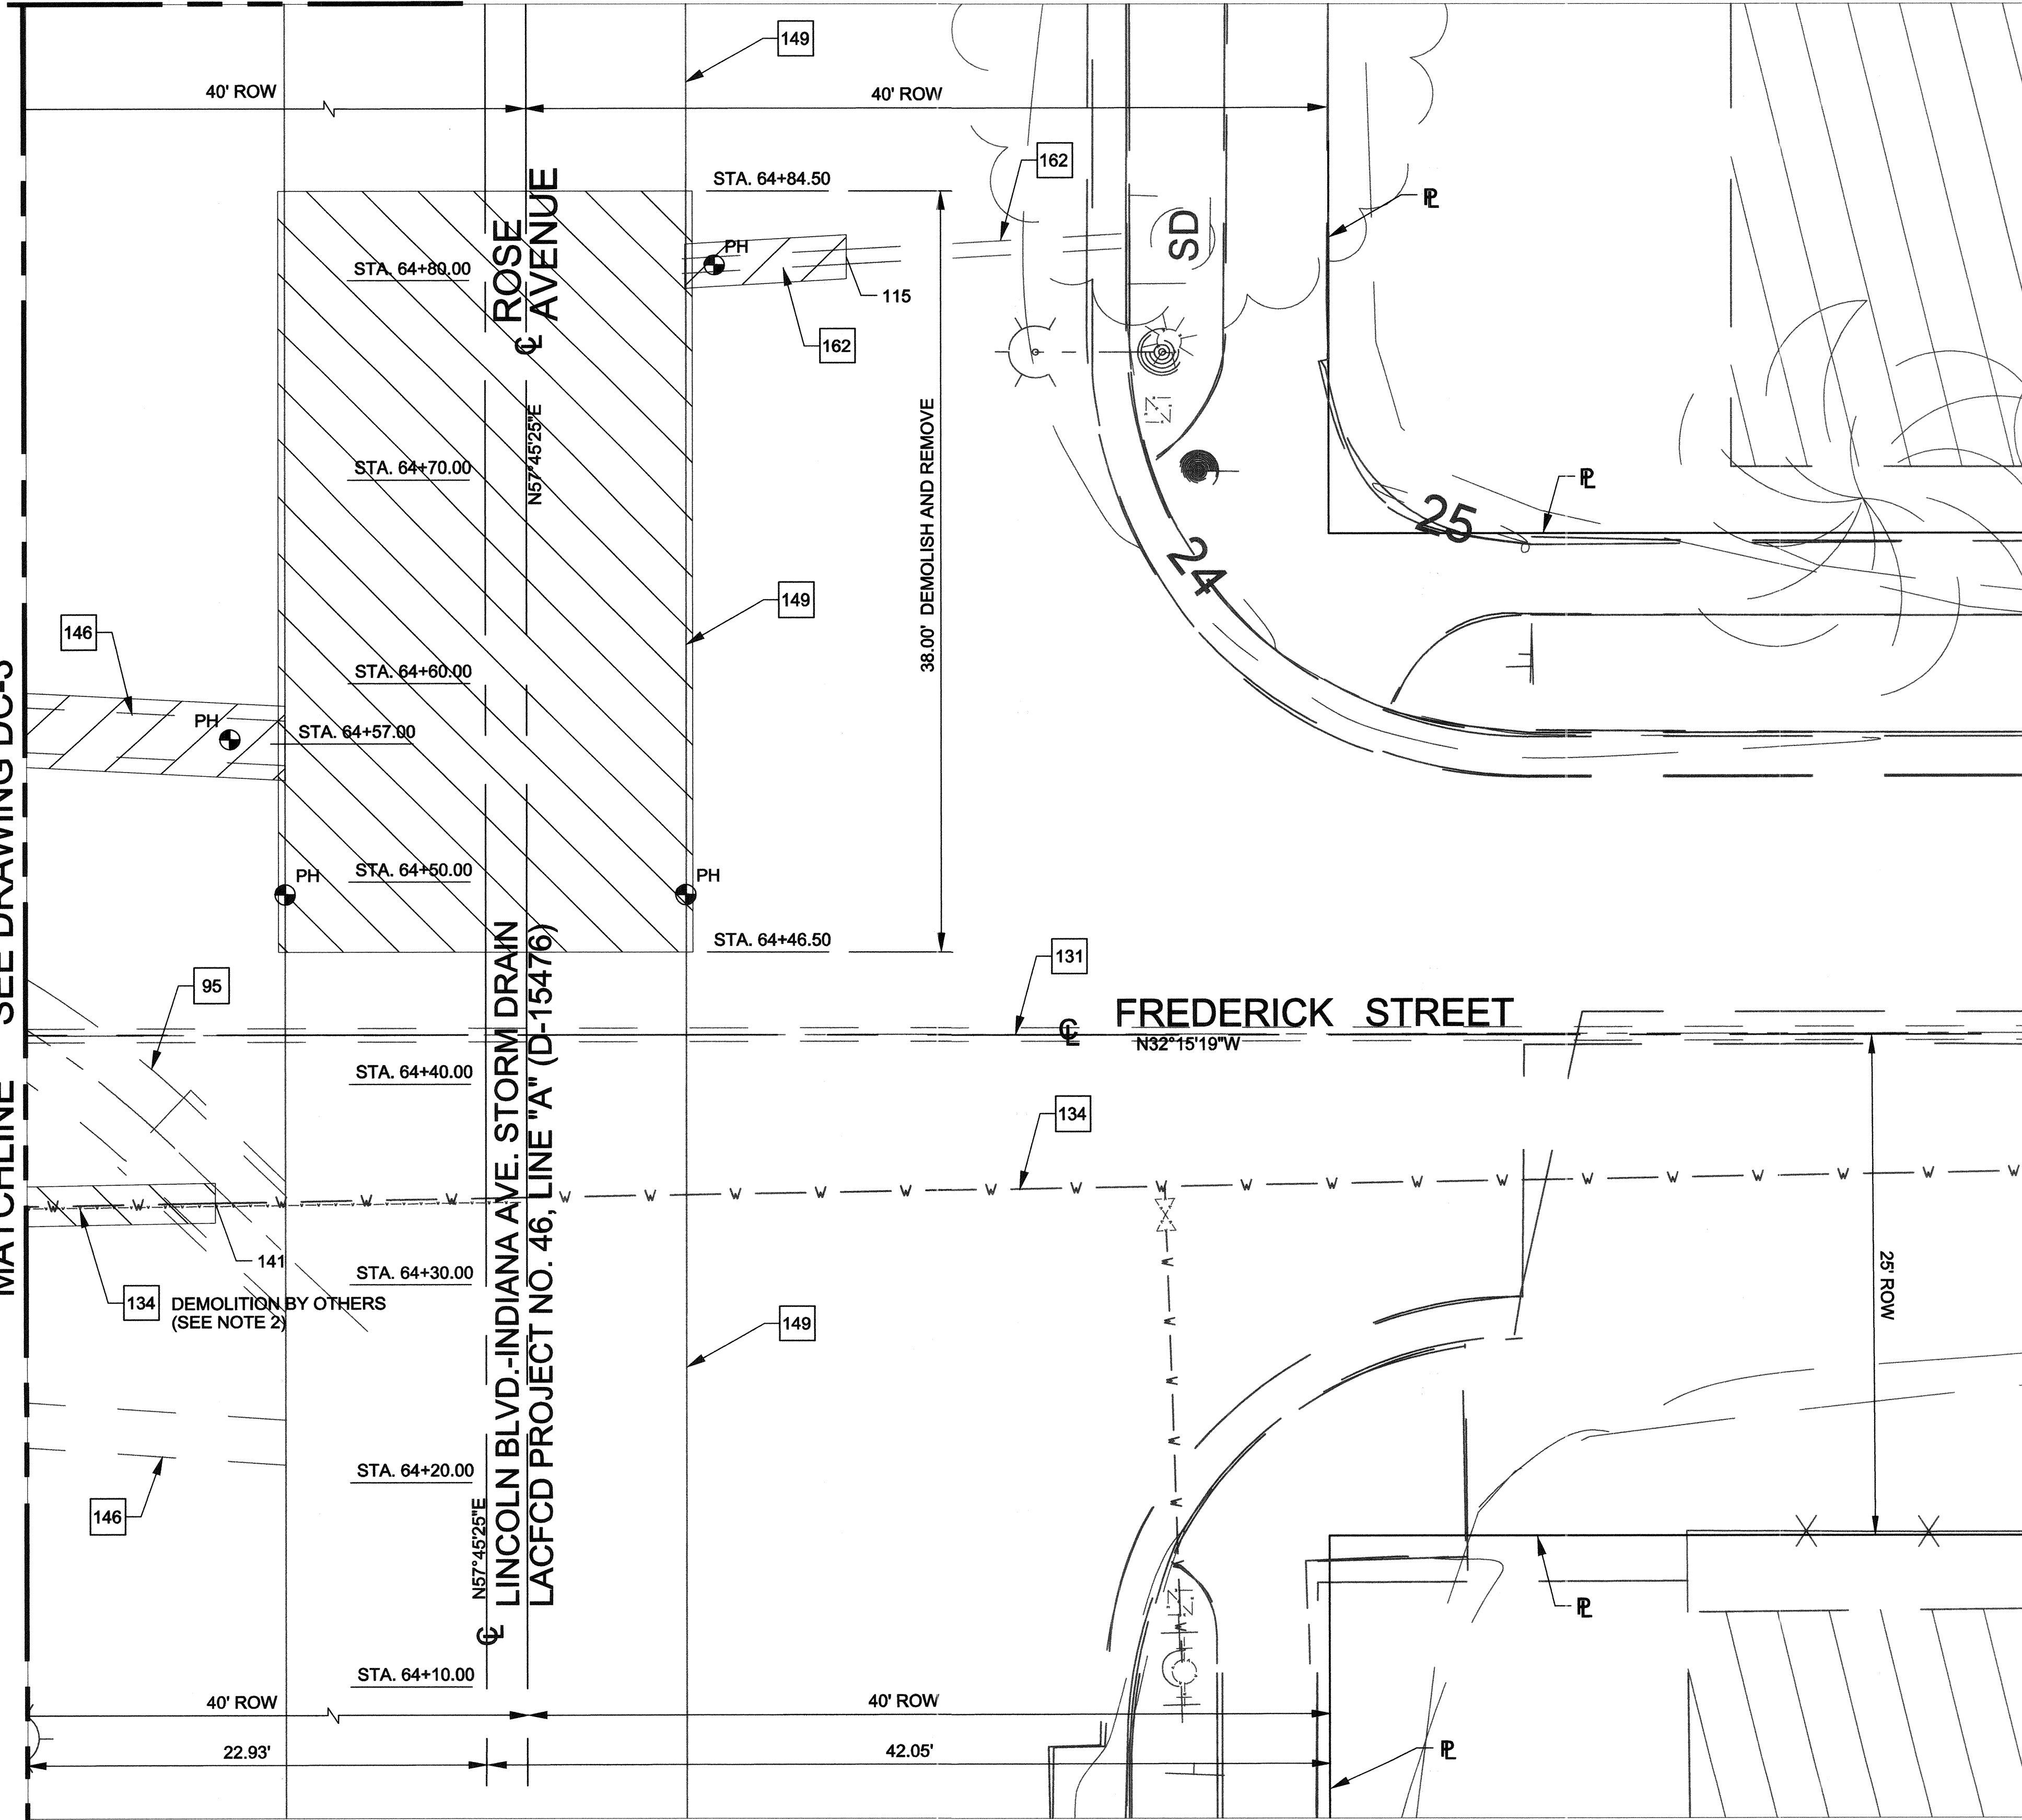 149
40' ROW
40' ROW
162
STA. 64+84.50
℄ ROSE
AVENUE
PH
SD
℄
STA. 64+80.00
115
162
N57°45'25"E
38.00' DEMOLISH AND REMOVE
STA. 64+70.00
℄
25
24
149
146
STA. 64+60.00
PH
STA. 64+57.00
MATCHLINE SEE DRAWING DC-3
PH
STA. 64+50.00
PH
STA. 64+46.50
131
95
℄ FREDERICK STREET
N32°15'19"W
STA. 64+40.00
134
W W W W W W W W W W W W W W W W W W W W W W W W
141
STA. 64+30.00
25' ROW
134 DEMOLITION BY OTHERS
(SEE NOTE 2)
149
STA. 64+20.00
146
N57°45'25"E
℄ LINCOLN BLVD.-INDIANA AVE. STORM DRAIN
LACFCD PROJECT NO. 46, LINE "A" (D-15476)
PL
STA. 64+10.00
40' ROW
40' ROW
22.93'
42.05'
PL